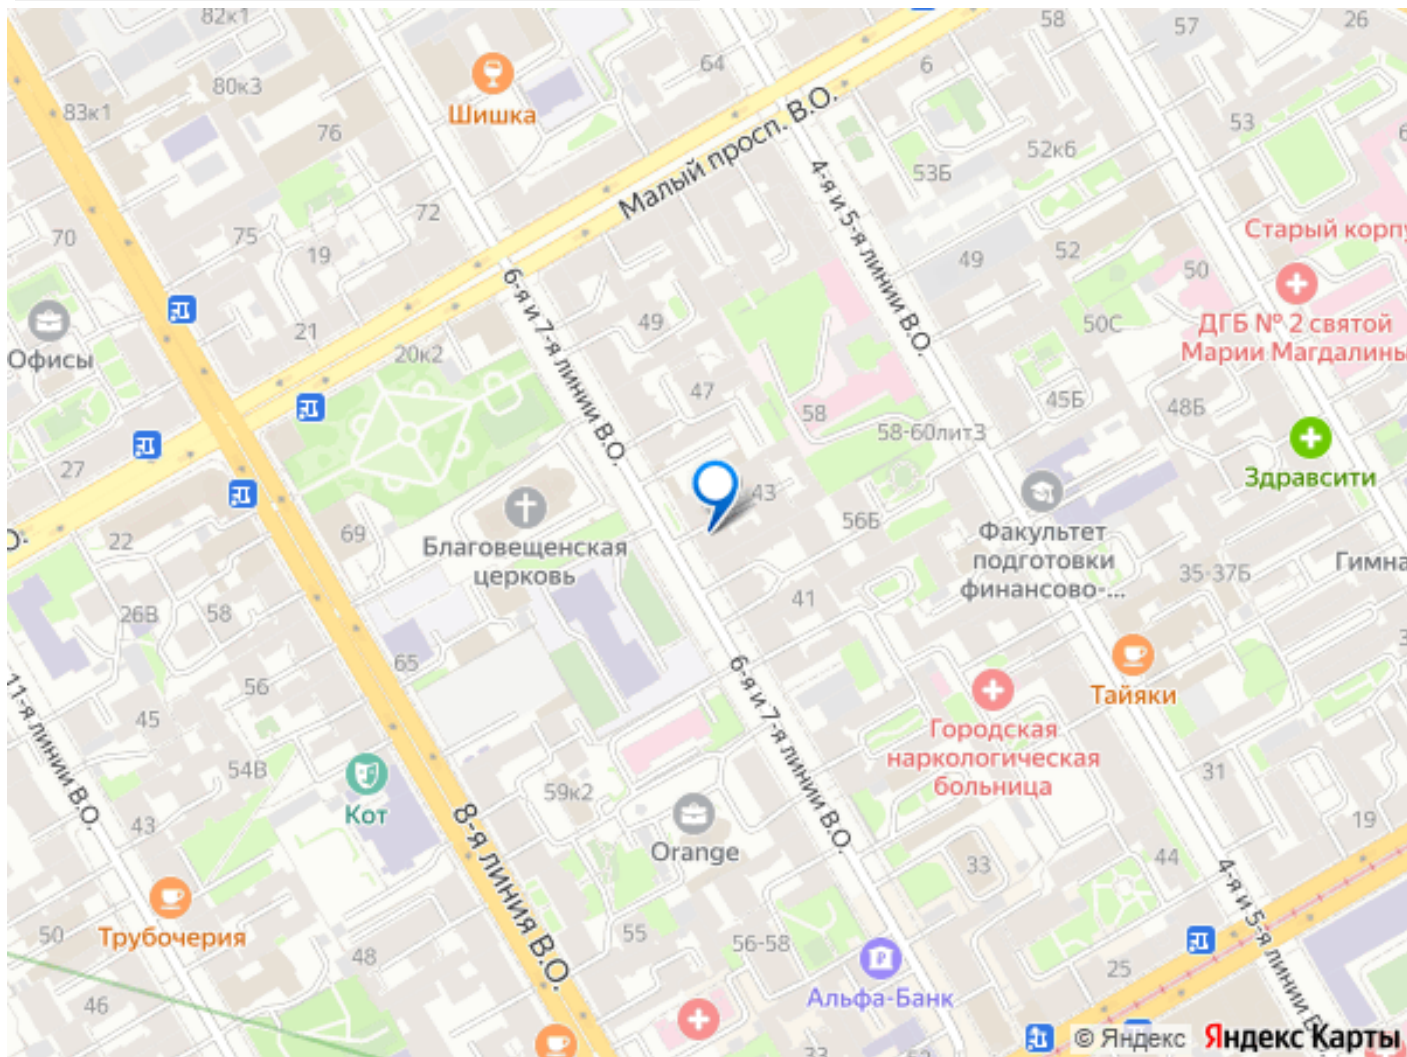 82к1
58
57
26
64
6
80к3
83к1
Шишка
76
Малый просп. В.О.
53
52к6
53Б
4-я и 5-я линии В.О.
72
75
70
19
52
49
50
Старый корпу
6-я и 7-я линии В.О.
49
50С
ДГБ № 2 святой
Марии Магдалины
21
20к2
Офисы
47
45Б
48Б
58
58-60лит3
27
Здравсити
43
56Б
О.
22
69
Благовещенская
церковь
Факультет
подготовки
финансово-...
Гимна
35-37Б
26В
58
41
65
6-я и 7-я линии В.О.
Тайяки
56
11-я линии В.О.
45
Городская
наркологическая
больница
54В
31
59к2
Кот
43
8-я линия В.О.
Orange
19
33
44
4-я и 5-я линии В.О.
50
Трубочерия
48
55
56-58
25
46
Альфа-Банк
33
62
© Яндекс Яндекс Карты